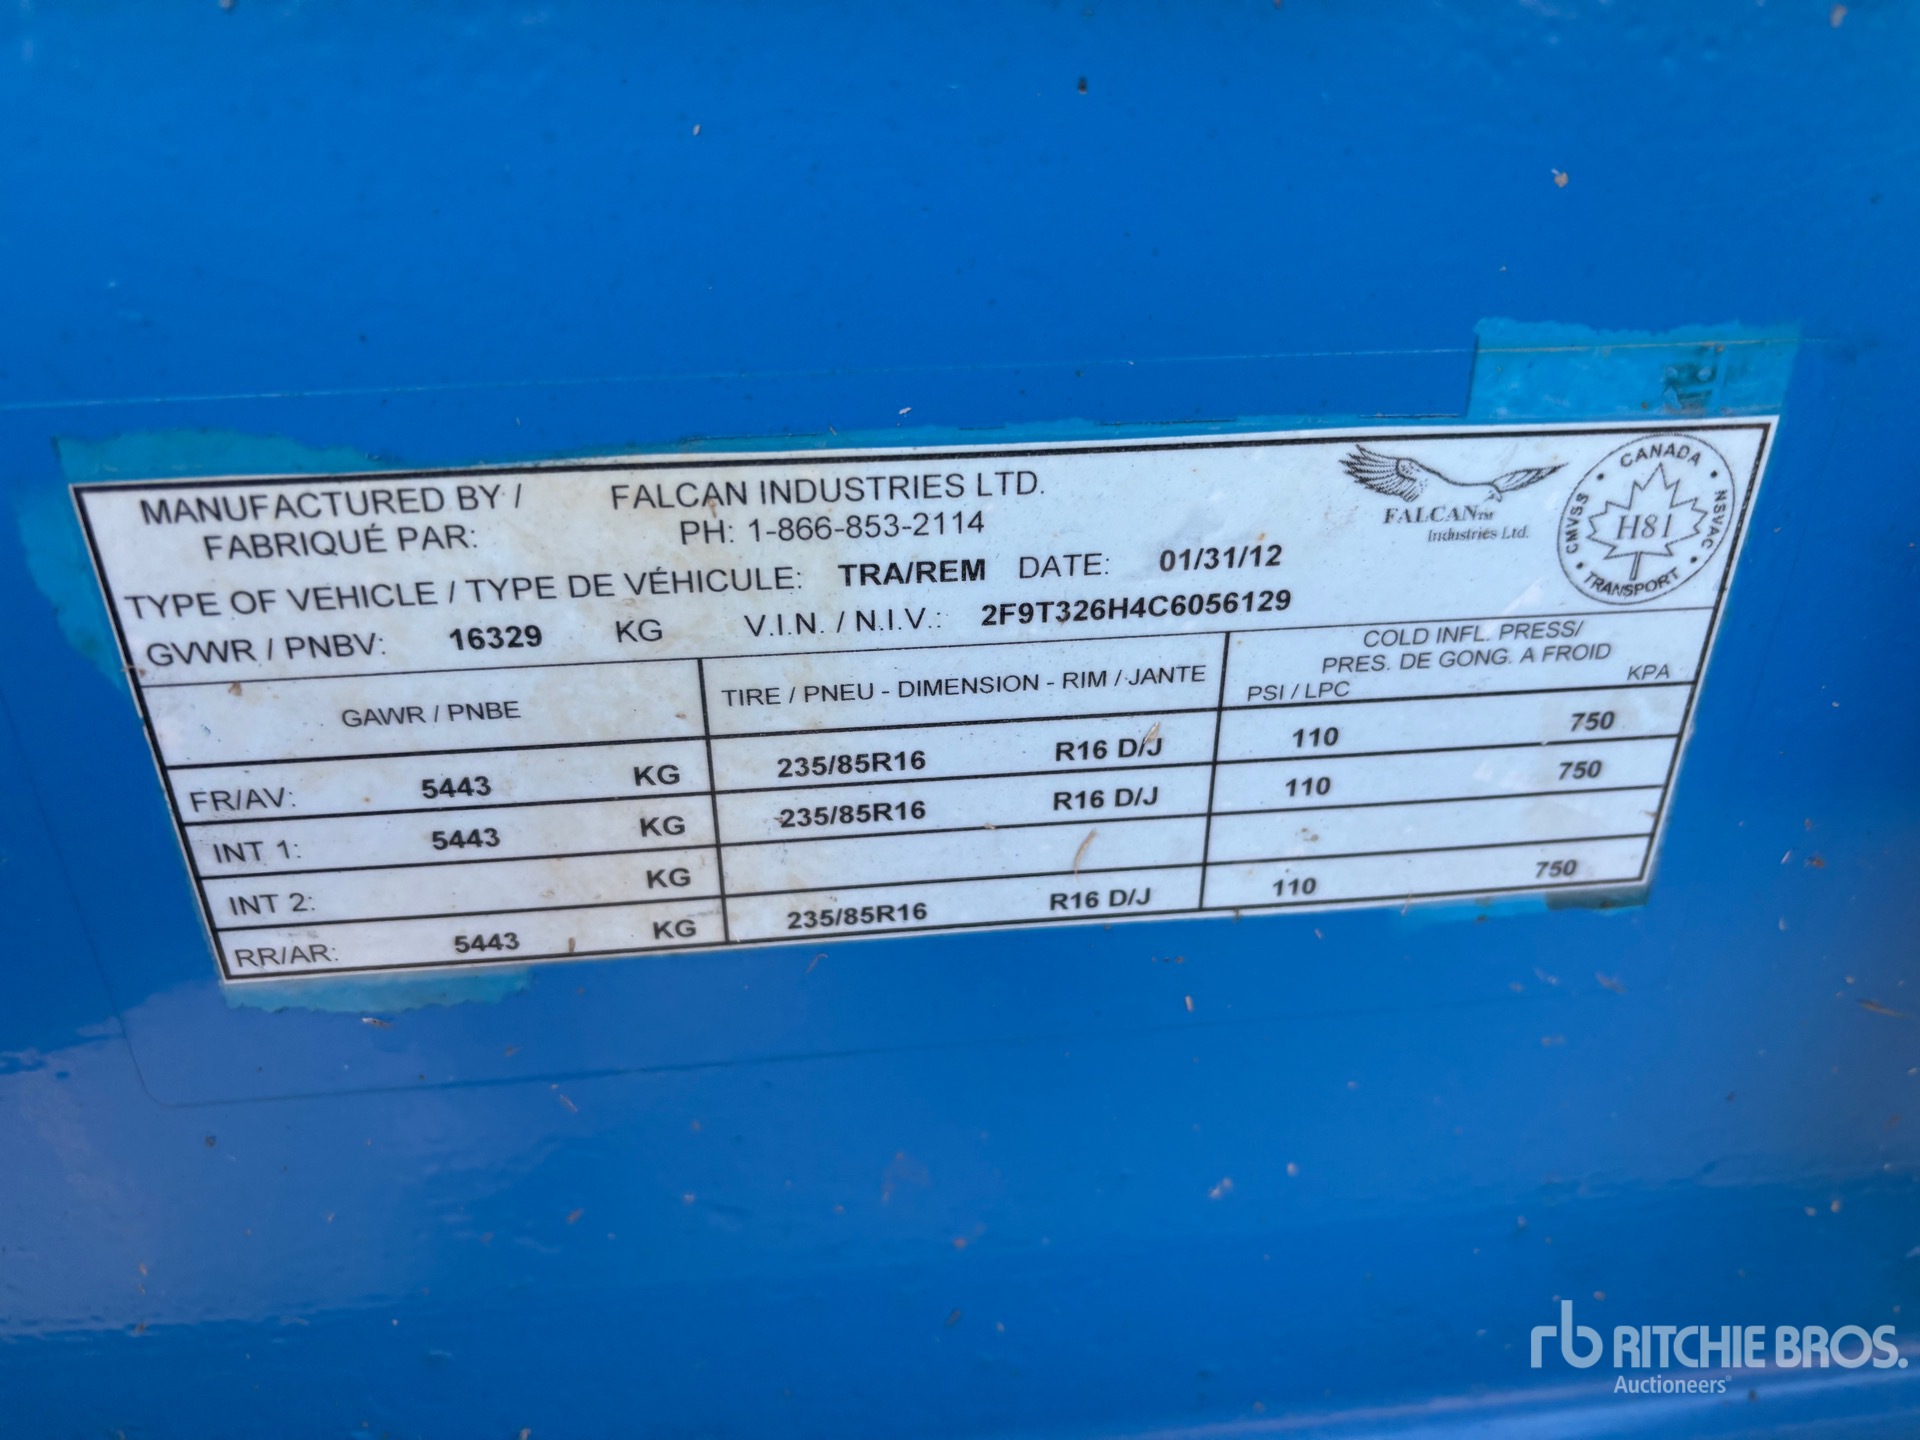 MANUFACTURED BY / FALCAN INDUSTRIES LTD.
FABRIQUÉ PAR: PH: 1-866-853-2114
TYPE OF VEHICLE / TYPE DE VÉHICULE: TRA/REM DATE: 01/31/12
GVWR / PNBV: 16329 KG V.I.N. / N.I.V.: 2F9T326H4C6056129
FALCAN™
Industries Ltd.
CANADA
CMVSS
NSVAC
H81
TRANSPORT
GAWR / PNBE
TIRE / PNEU - DIMENSION - RIM / JANTE
COLD INFL. PRESS/
PRES. DE GONG. A FROID
PSI / LPC KPA
FR/AV: 5443 KG 235/85R16 R16 D/J 110 750
INT 1: 5443 KG 235/85R16 R16 D/J 110 750
INT 2: KG
RR/AR: 5443 KG 235/85R16 R16 D/J 110 750
rb RITCHIE BROS.
Auctioneers